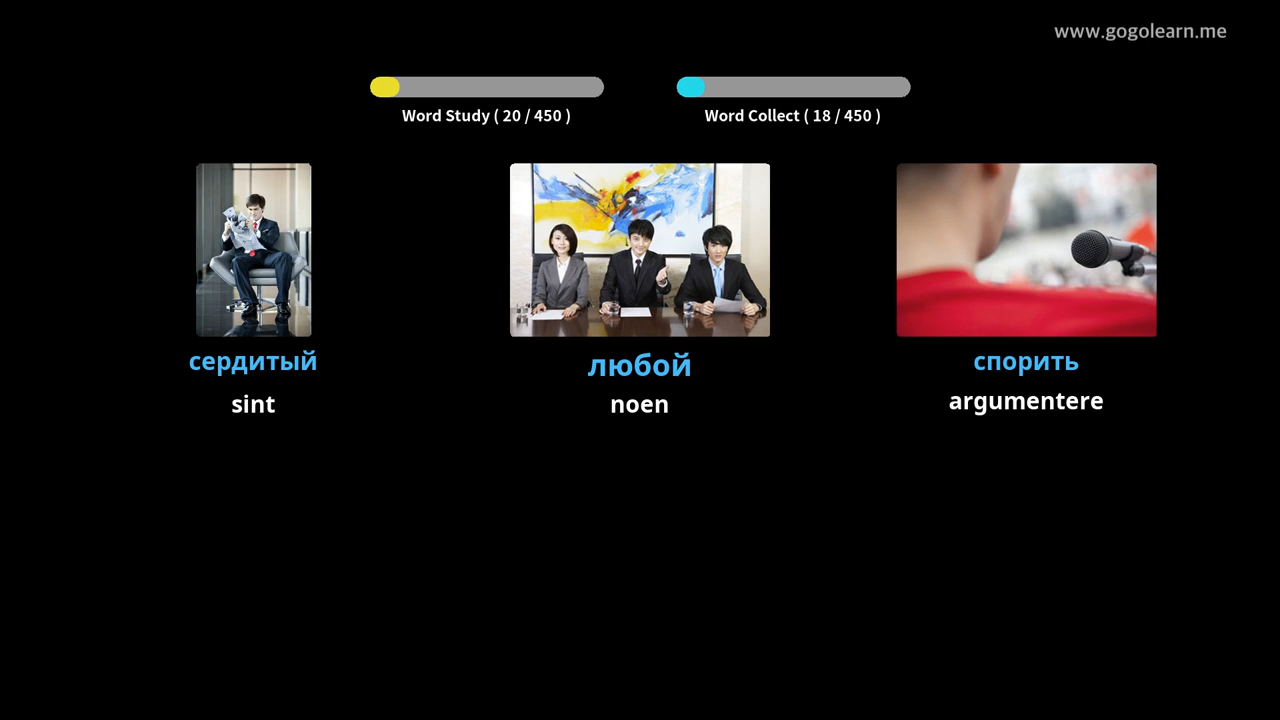 www.gogolearn.me
Word Study ( 20 / 450 )
Word Collect ( 18 / 450 )
сердитый
sint
любой
noen
спорить
argumentere